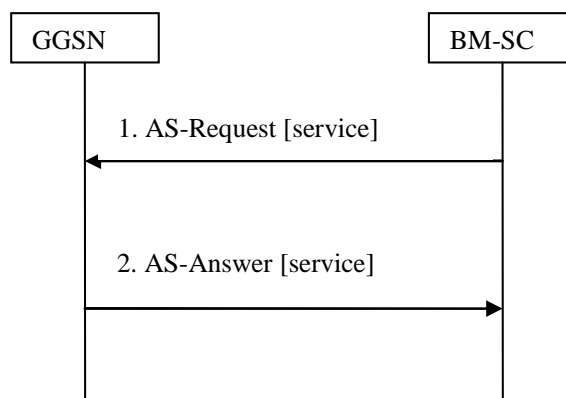 GGSN
BM-SC
1. AS-Request [service]
2. AS-Answer [service]